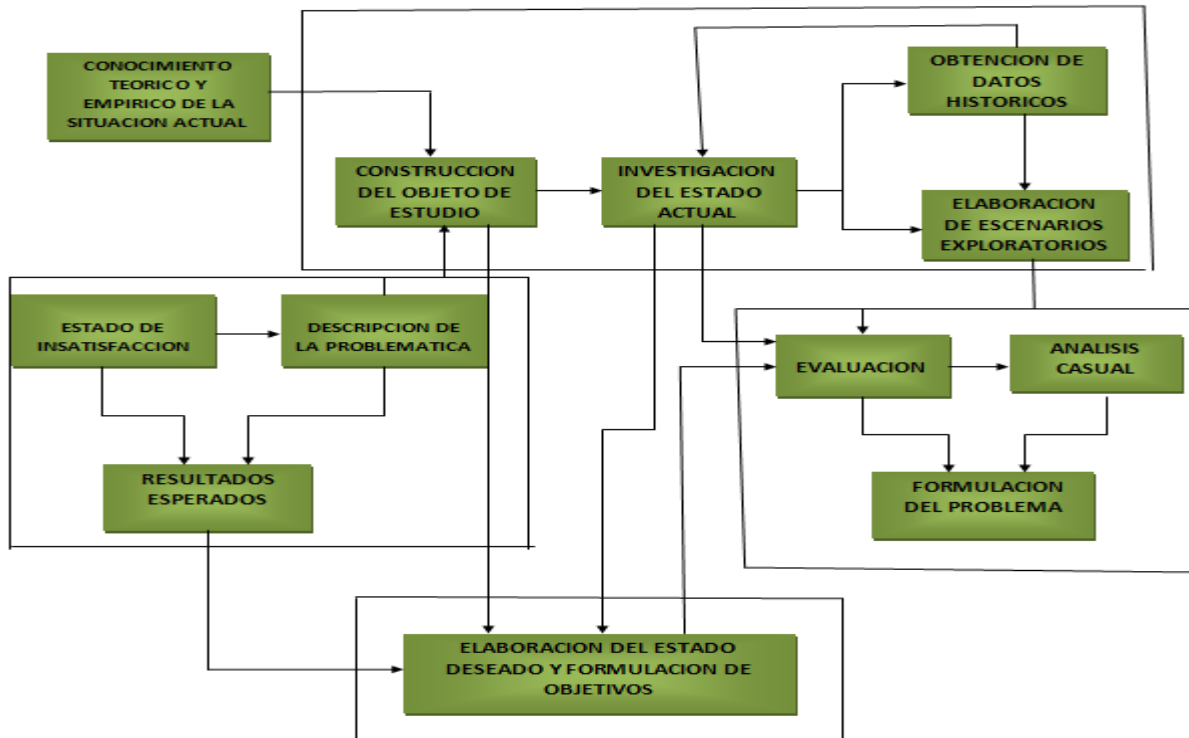 CONOCIMIENTO
TEORICO Y
EMPIRICO DE LA
SITUACION ACTUAL
OBTENCION DE
DATOS
HISTORICOS
CONSTRUCCION
DEL OBJETO DE
ESTUDIO
INVESTIGACION
DEL ESTADO
ACTUAL
ELABORACION
DE ESCENARIOS
EXPLORATORIOS
ESTADO DE
INSATISFACCION
DESCRIPCION DE
LA PROBLEMATICA
EVALUACION
ANALISIS
CASUAL
RESULTADOS
ESPERADOS
FORMULACION
DEL PROBLEMA
ELABORACION DEL ESTADO
DESEADO Y FORMULACION DE
OBJETIVOS